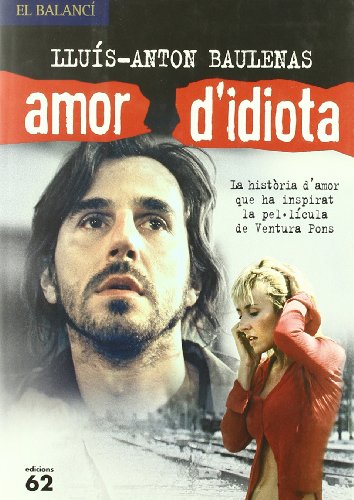 EL BALANCÍ
LLUÍS-ANTON BAULENAS
amor d'idiota
La història d'amor
que ha inspirat
la pel·lícula
de Ventura Pons
edicions
62